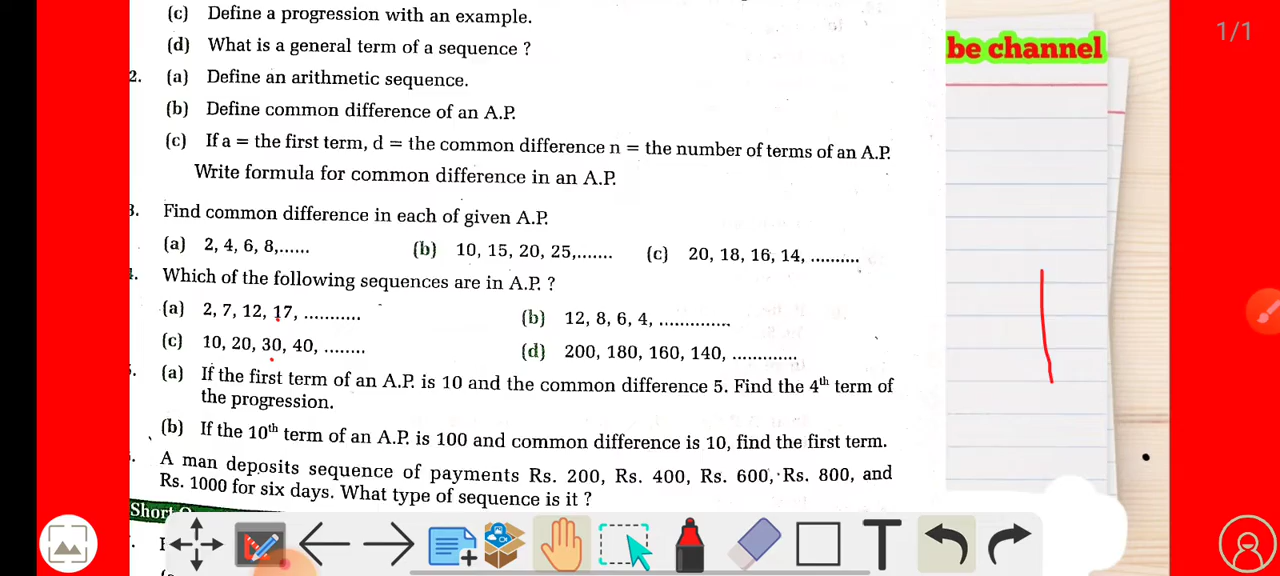 (c) Define a progression with an example.
(d) What is a general term of a sequence ?
2. (a) Define an arithmetic sequence.
(b) Define common difference of an A.P.
(c) If a = the first term, d = the common difference n = the number of terms of an A.P.
Write formula for common difference in an A.P.
3. Find common difference in each of given A.P.
(a) 2, 4, 6, 8,...... (b) 10, 15, 20, 25,....... (c) 20, 18, 16, 14, ..........
Which of the following sequences are in A.P. ?
(a) 2, 7, 12, 17, ........... (b) 12, 8, 6, 4, ..............
(c) 10, 20, 30, 40, ........ (d) 200, 180, 160, 140, .............
(a) If the first term of an A.P. is 10 and the common difference 5. Find the 4th term of
the progression.
(b) If the 10th term of an A.P. is 100 and common difference is 10, find the first term.
A man deposits sequence of payments Rs. 200, Rs. 400, Rs. 600, Rs. 800, and
Rs. 1000 for six days. What type of sequence is it ?
Short
be channel
1/1
T